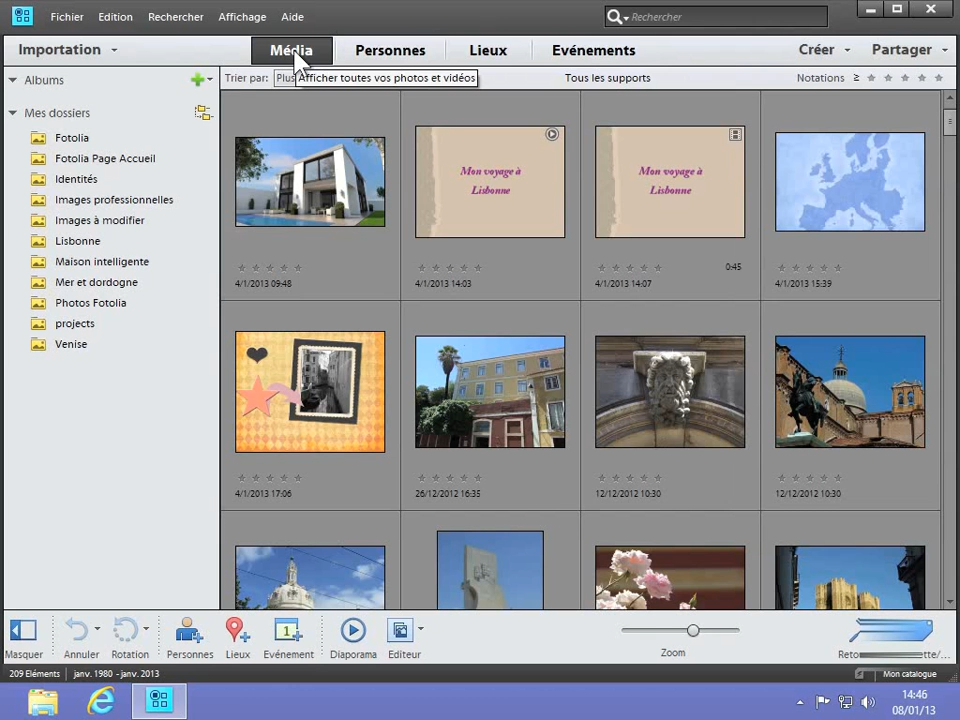 Fichier Edition Rechercher Affichage Aide Rechercher
Importation Média Personnes Lieux Evénements Créer Partager
Albums Trier par: Plus Afficher toutes vos photos et vidéos Tous les supports Notations ≥
Mes dossiers
Fotolia
Fotolia Page Accueil
Identités
Images professionnelles
Images à modifier
Lisbonne
Maison intelligente
Mer et dordogne
Photos Fotolia
projects
Venise
Mon voyage à
Lisbonne
Mon voyage à
Lisbonne
0:45
4/1/2013 09:48 4/1/2013 14:03 4/1/2013 14:07 4/1/2013 15:39
4/1/2013 17:06 26/12/2012 16:35 12/12/2012 10:30 12/12/2012 10:30
1
Masquer Annuler Rotation Personnes Lieux Evénement Diaporama Editeur Zoom
209 Eléments janv. 1980 - janv. 2013 Mon catalogue
14:46
08/01/13